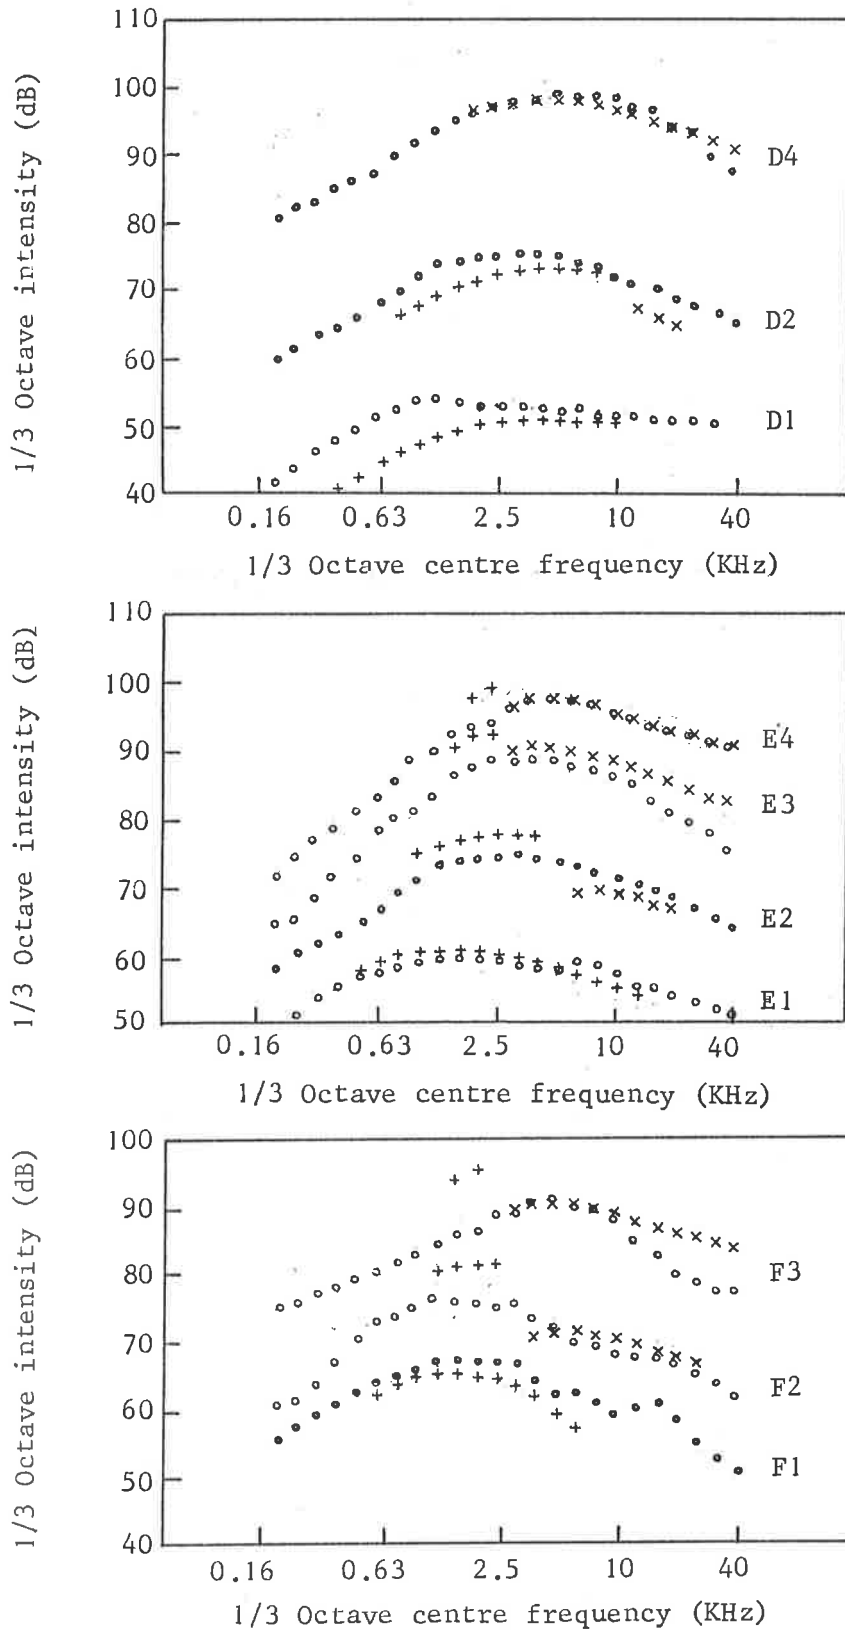 1/3 Octave intensity (dB)
110
100
90
80
70
60
50
40
D4
D2
D1
0.16 0.63 2.5 10 40
1/3 Octave centre frequency (KHz)
1/3 Octave intensity (dB)
110
100
90
80
70
60
50
E4
E3
E2
E1
0.16 0.63 2.5 10 40
1/3 Octave centre frequency (KHz)
1/3 Octave intensity (dB)
100
90
80
70
60
50
40
F3
F2
F1
0.16 0.63 2.5 10 40
1/3 Octave centre frequency (KHz)